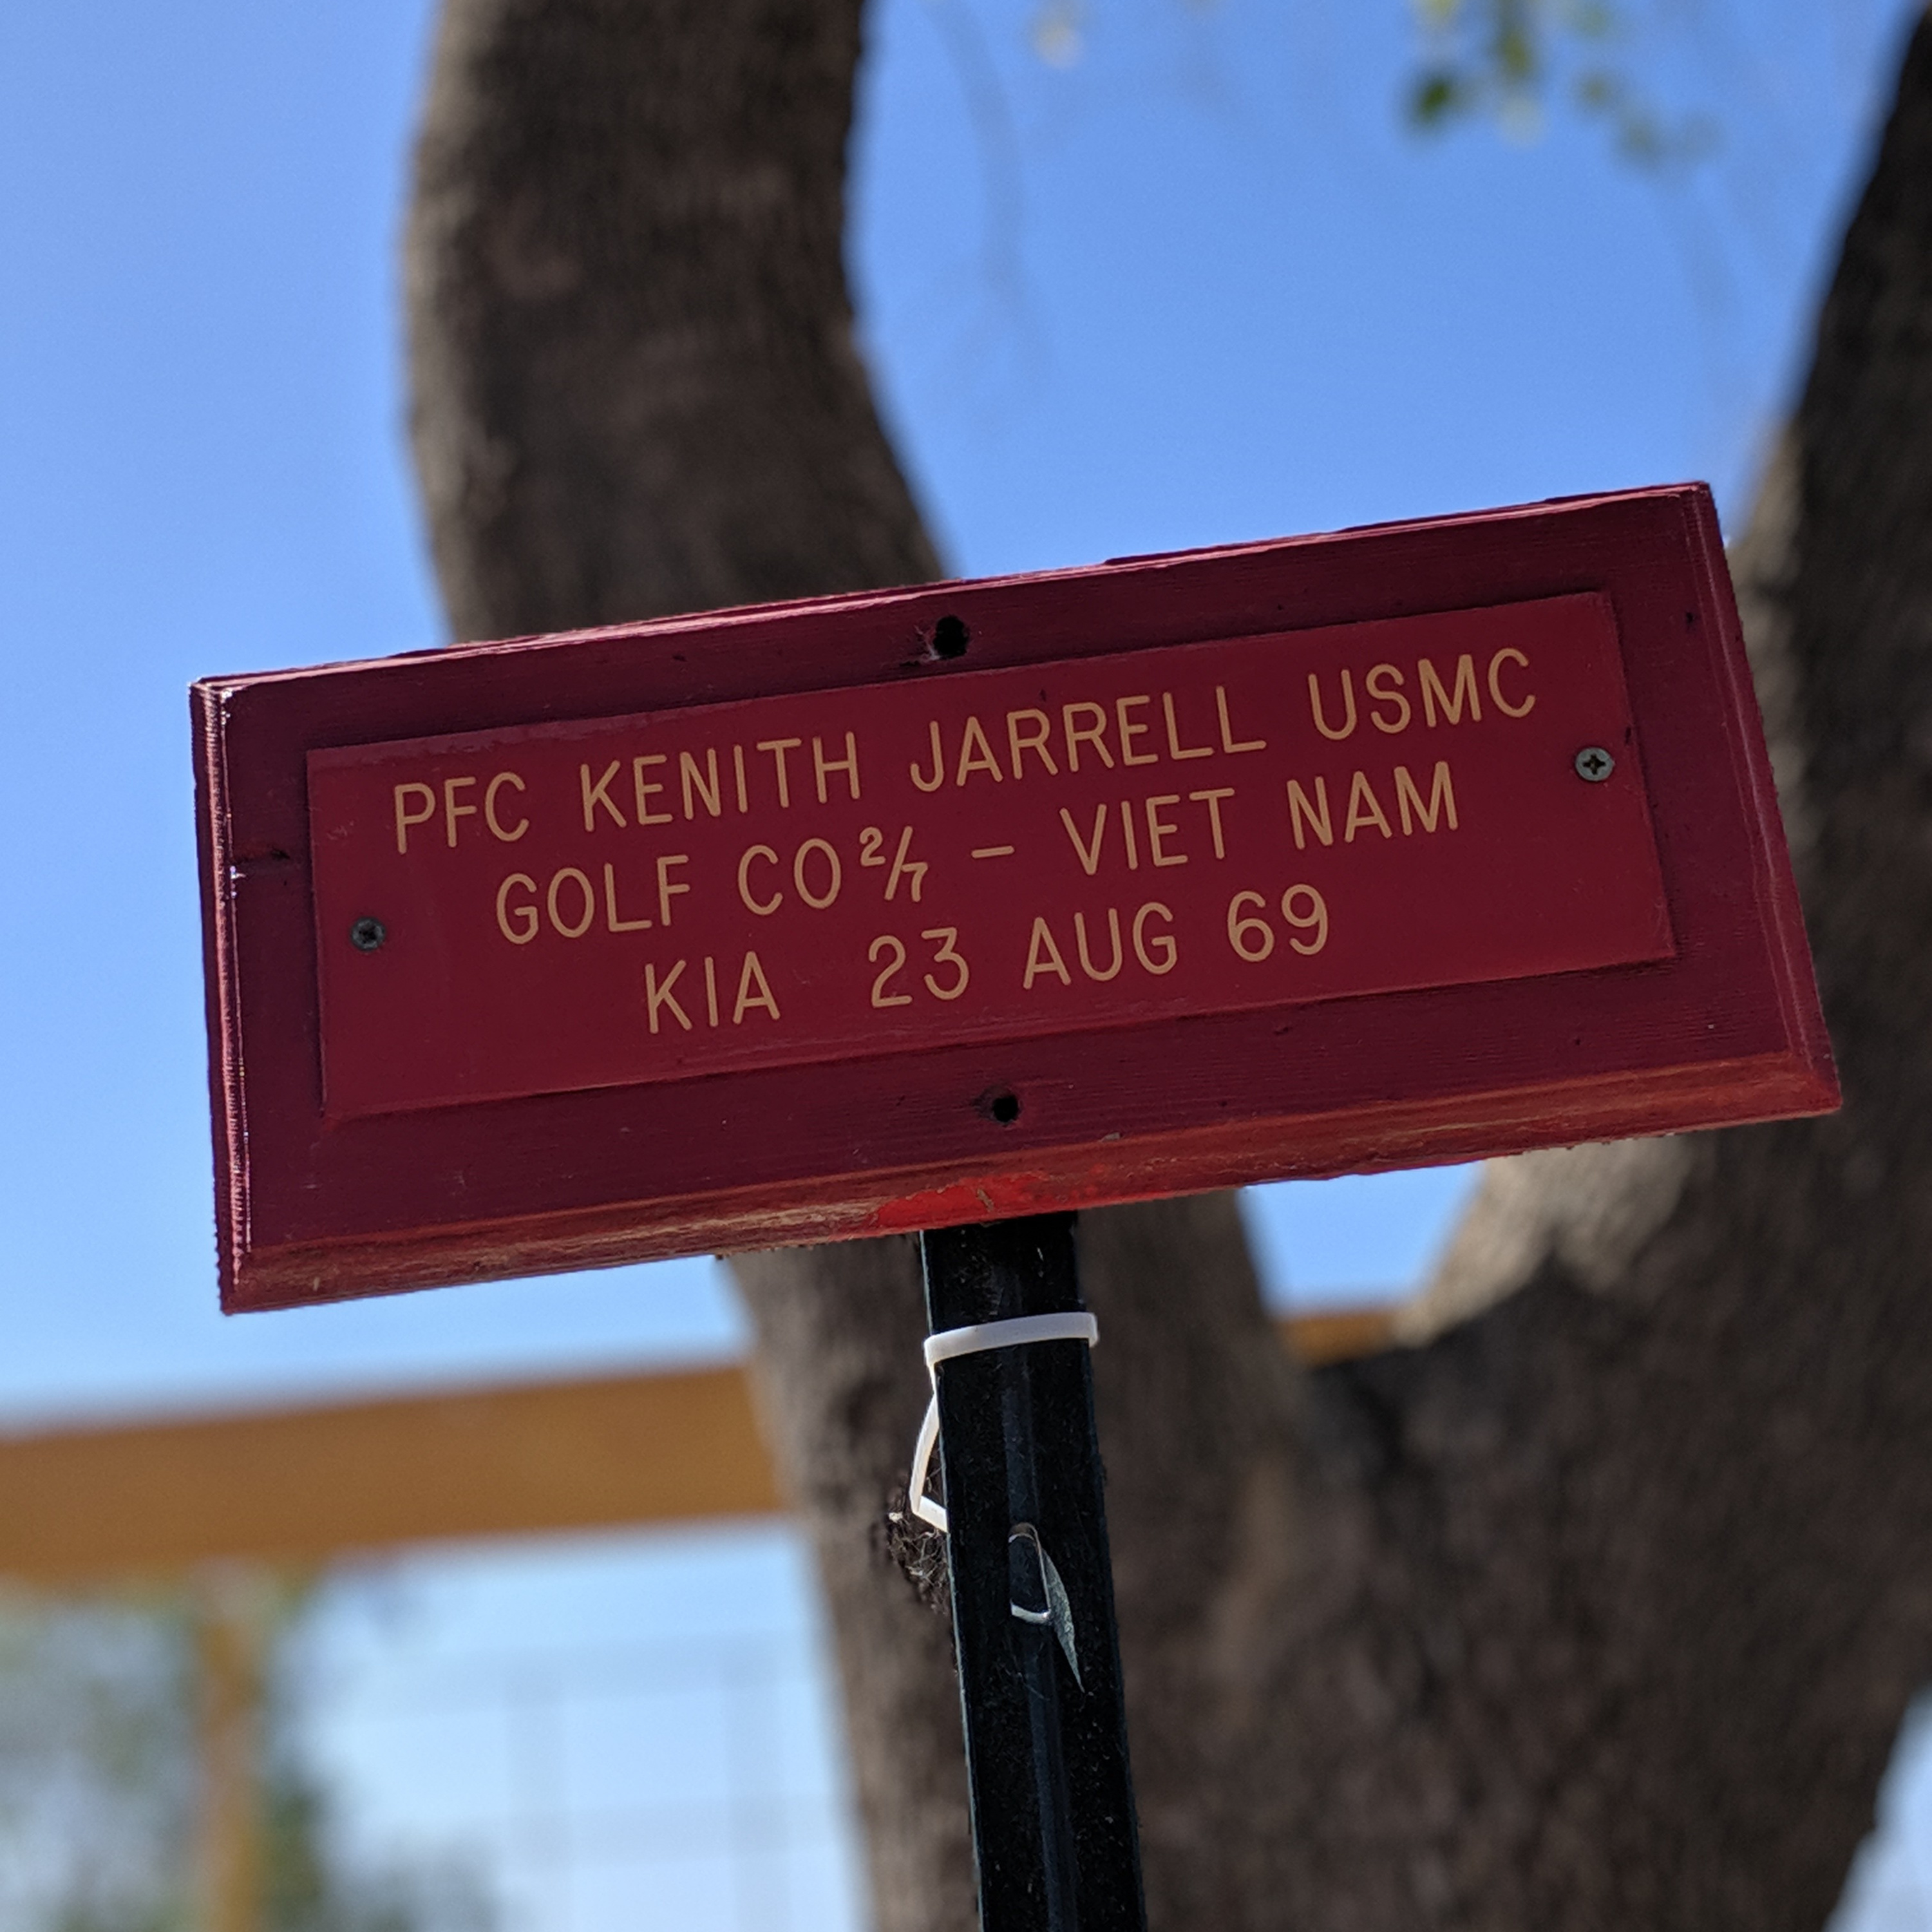 PFC KENITH JARRELL USMC
GOLF CO 2/7 - VIET NAM
KIA 23 AUG 69